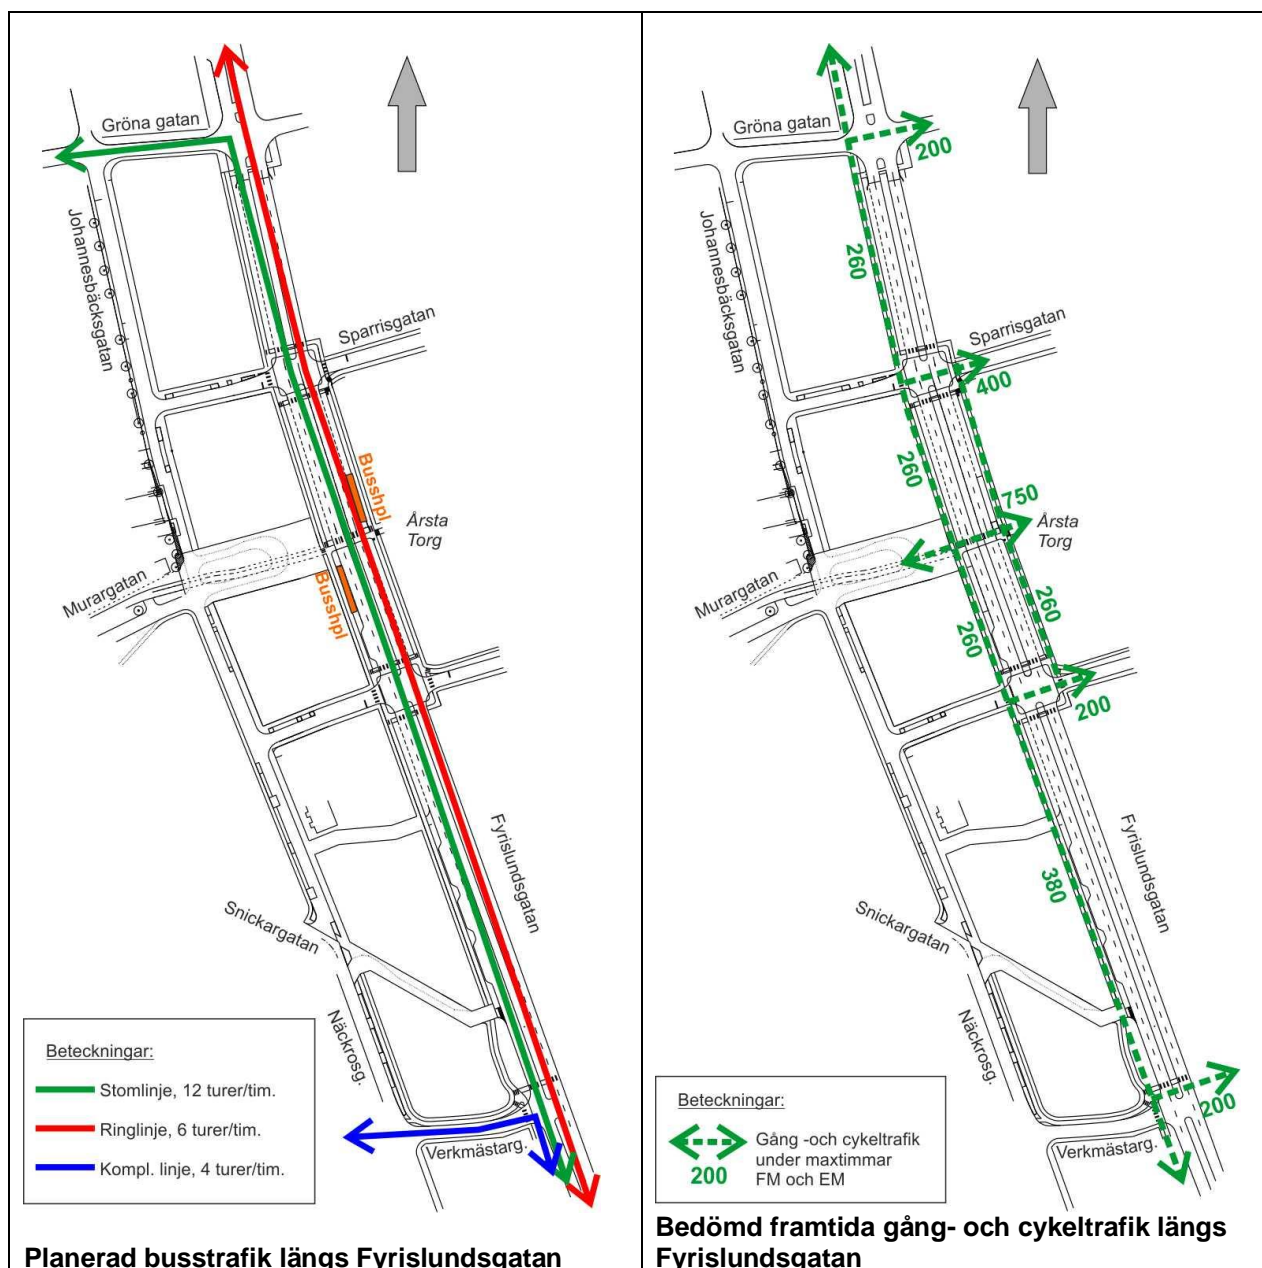 Gröna gatan
Johannesbäcksgatan
Sparrisgatan
Busshpl
Årsta
Torg
Murargatan
Busshpl
Fyrislundsgatan
Snickargatan
Näckrosg.
Verkmästarg.
Beteckningar:
Stomlinje, 12 turer/tim.
Ringlinje, 6 turer/tim.
Kompl. linje, 4 turer/tim.
Planerad busstrafik längs Fyrislundsgatan
Gröna gatan
200
Johannesbäcksgatan
260
Sparrisgatan
400
260
750
Årsta
Torg
Murargatan
260
260
200
Fyrislundsgatan
380
Snickargatan
Näckrosg.
200
Verkmästarg.
Beteckningar:
Gång -och cykeltrafik
under maxtimmar
200 FM och EM
Bedömd framtida gång- och cykeltrafik längs
Fyrislundsgatan